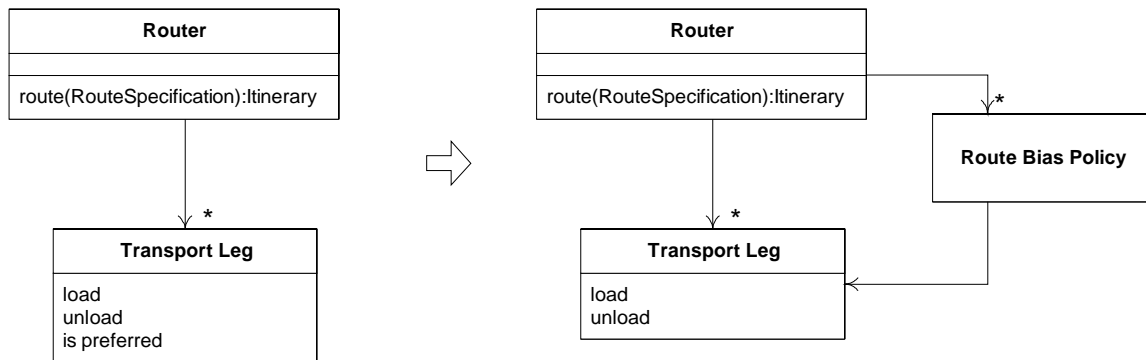 Router
route(RouteSpecification):Itinerary
*
Transport Leg
load
unload
is preferred
Router
route(RouteSpecification):Itinerary
*
Route Bias Policy
*
Transport Leg
load
unload